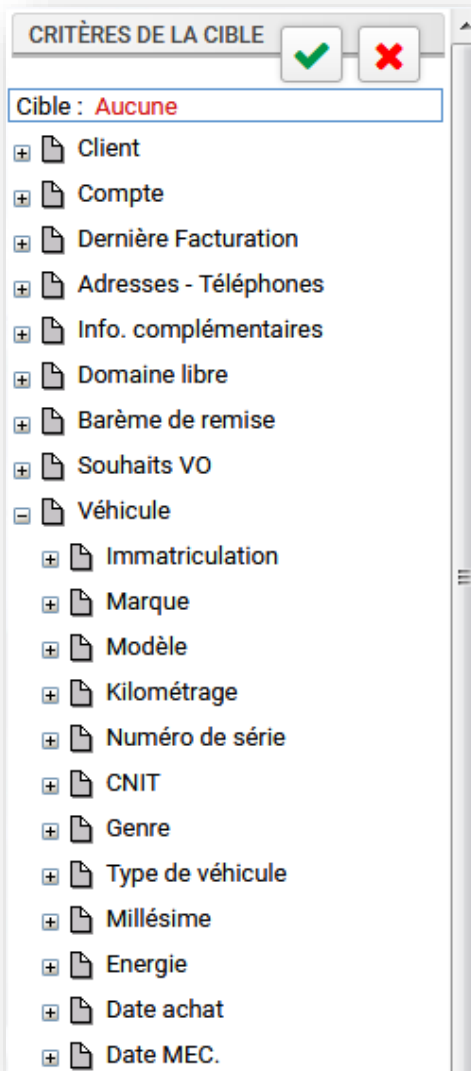 CRITÈRES DE LA CIBLE
Cible : Aucune
Client
Compte
Dernière Facturation
Adresses - Téléphones
Info. complémentaires
Domaine libre
Barème de remise
Souhaits VO
Véhicule
Immatriculation
Marque
Modèle
Kilométrage
Numéro de série
CNIT
Genre
Type de véhicule
Millésime
Energie
Date achat
Date MEC.